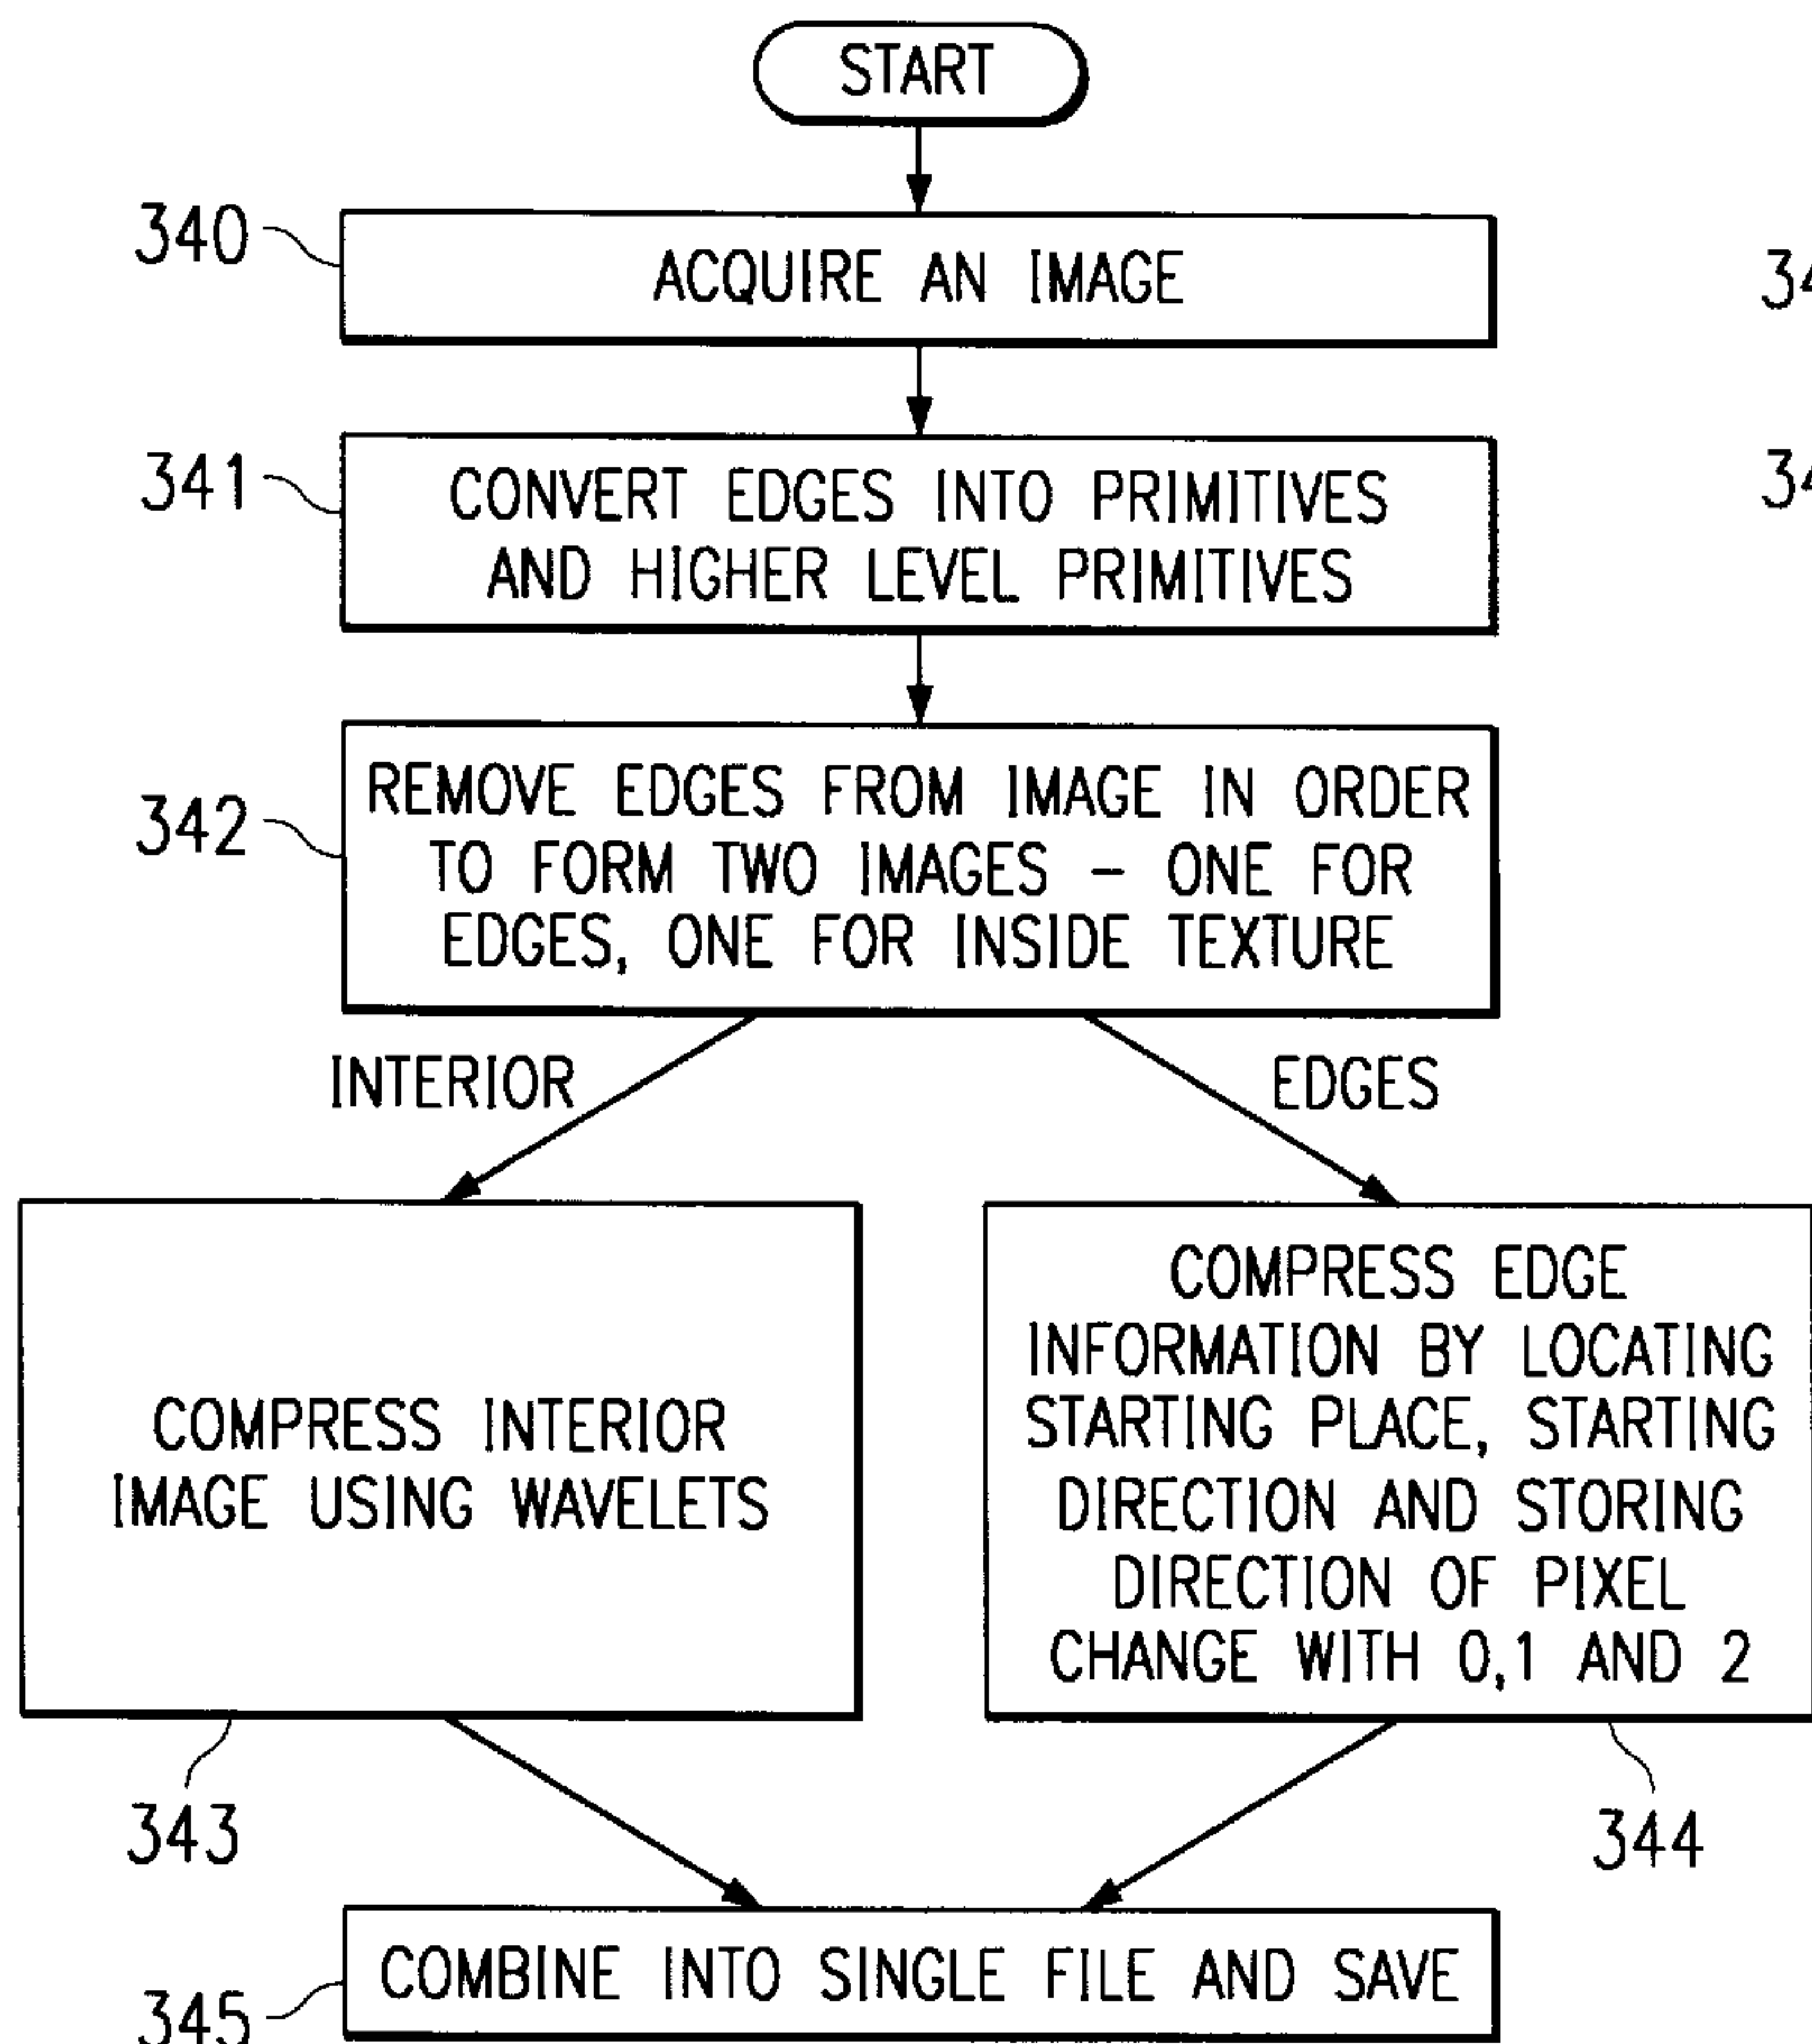 START
340
ACQUIRE AN IMAGE
341
CONVERT EDGES INTO PRIMITIVES
AND HIGHER LEVEL PRIMITIVES
342
REMOVE EDGES FROM IMAGE IN ORDER
TO FORM TWO IMAGES – ONE FOR
EDGES, ONE FOR INSIDE TEXTURE
INTERIOR
EDGES
COMPRESS INTERIOR
IMAGE USING WAVELETS
343
COMPRESS EDGE
INFORMATION BY LOCATING
STARTING PLACE, STARTING
DIRECTION AND STORING
DIRECTION OF PIXEL
CHANGE WITH 0,1 AND 2
344
345
COMBINE INTO SINGLE FILE AND SAVE